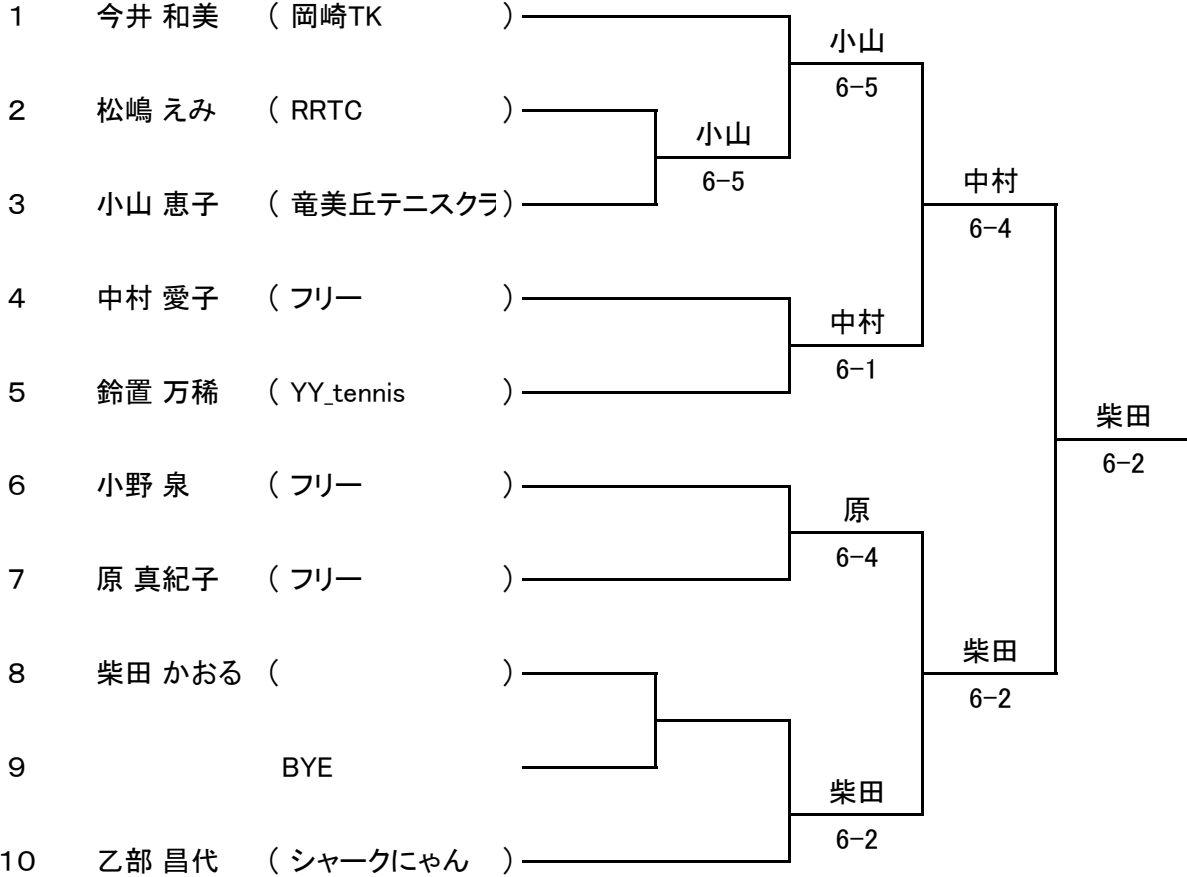 1 今井 和美 ( 岡崎TK )
小山
6-5
2 松嶋 えみ ( RRTC )
小山
6-5
3 小山 恵子 ( 竜美丘テニスクラ )
中村
6-4
4 中村 愛子 ( フリー )
中村
6-1
5 鈴置 万稀 ( YY_tennis )
柴田
6-2
6 小野 泉 ( フリー )
原
6-4
7 原 真紀子 ( フリー )
8 柴田 かおる ( )
柴田
6-2
9 BYE
柴田
6-2
10 乙部 昌代 ( シャークにゃん )